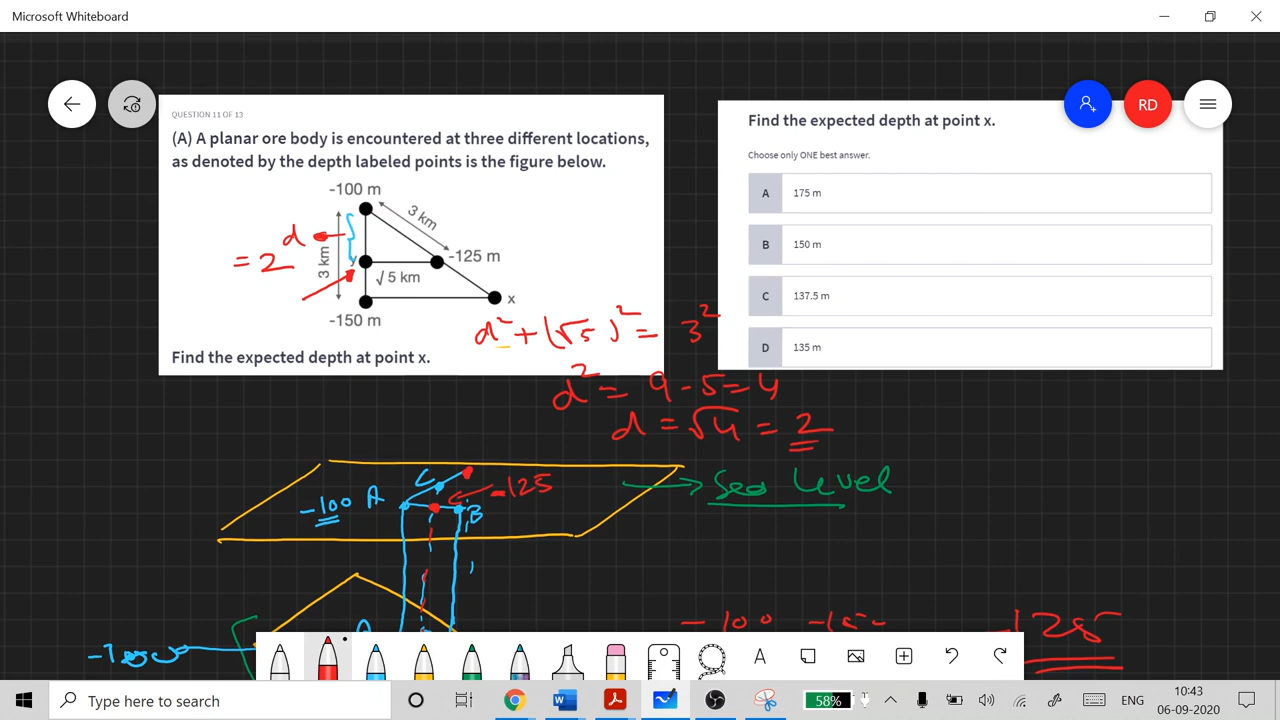 Microsoft Whiteboard
RD
QUESTION 11 OF 13
(A) A planar ore body is encountered at three different locations,
as denoted by the depth labeled points is the figure below.
-100 m
3 km
d
= 2
3 km
y
-125 m
√5 km
x
-150 m
Find the expected depth at point x.
Find the expected depth at point x.
Choose only ONE best answer.
A 175 m
B 150 m
C 137.5 m
D 135 m
d² + (√5)² = 3²
d² = 9 - 5 = 4
d = √4 = 2
Sea Level
-100 A
C
-125
B
-100
-125
A
Type here to search
58%
ENG
10:43
06-09-2020